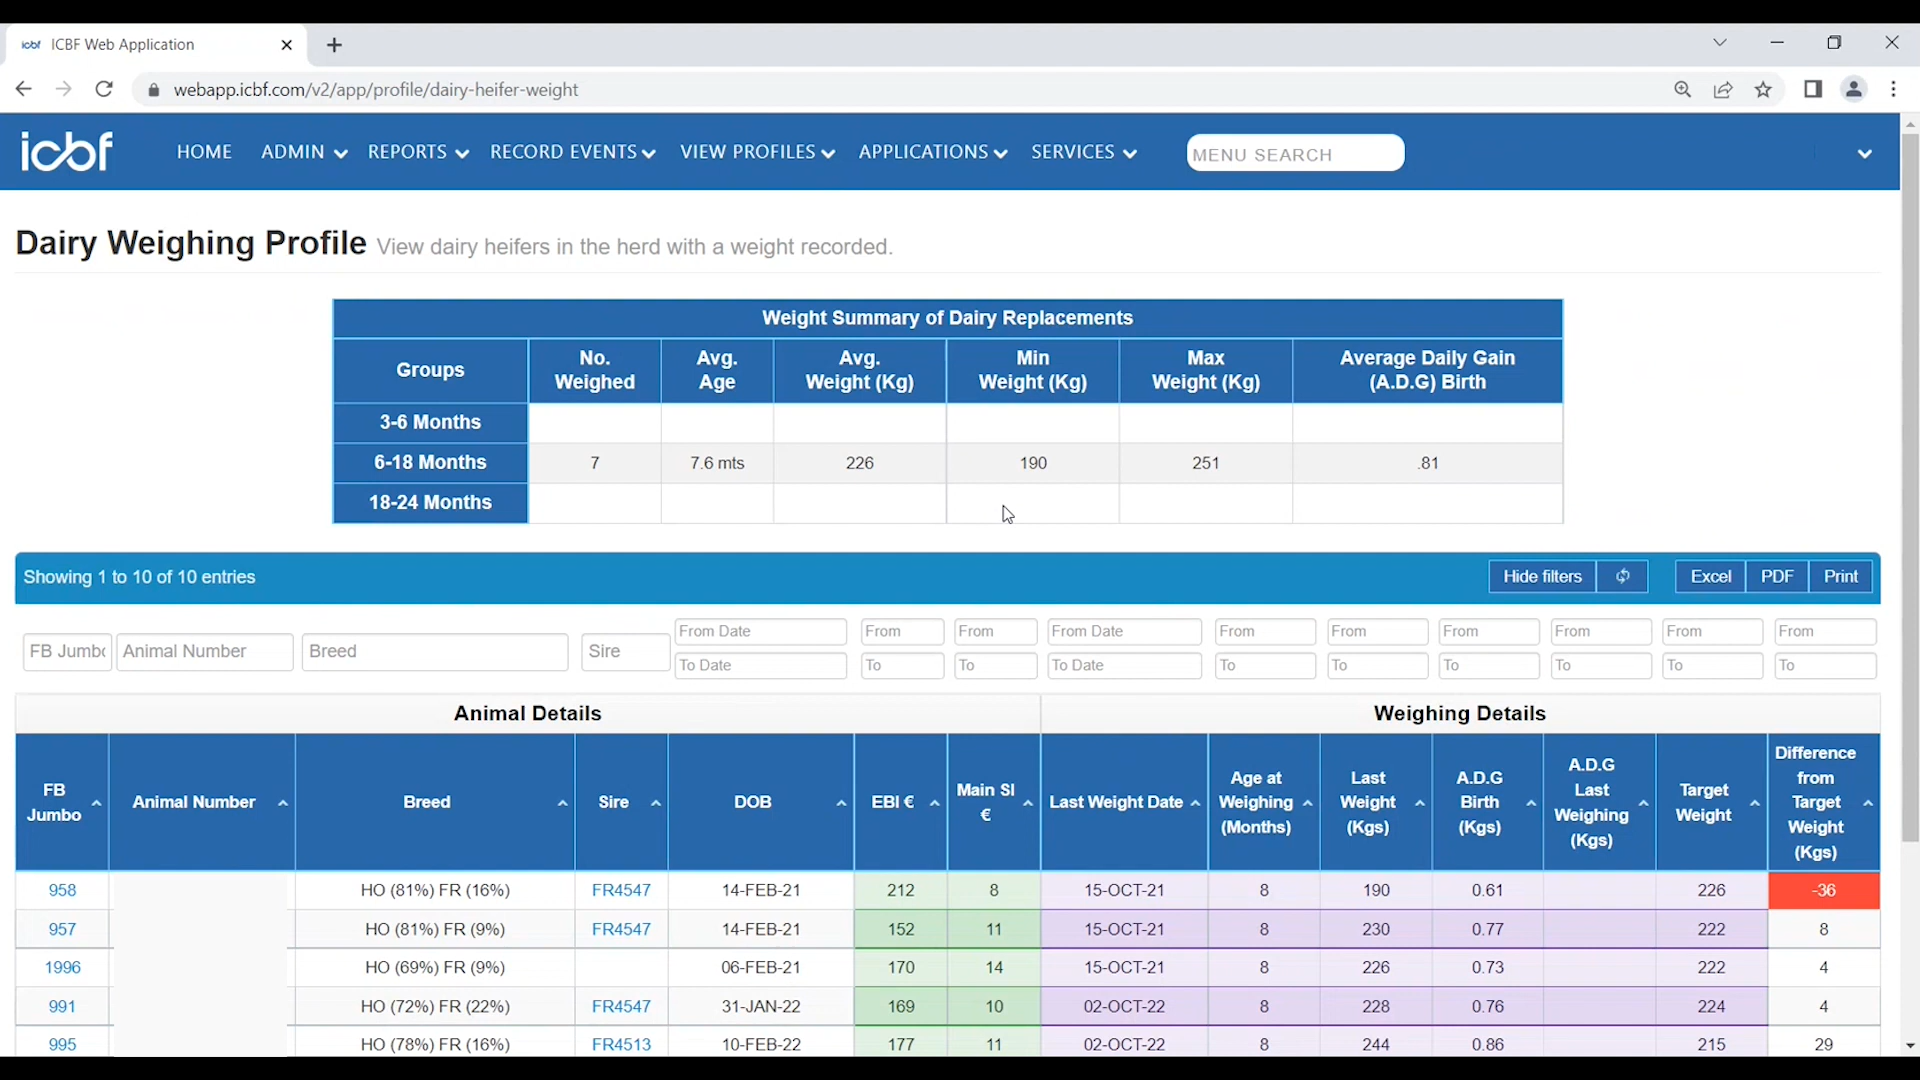 icbf ICBF Web Application
webapp.icbf.com/v2/app/profile/dairy-heifer-weight
icbf HOME ADMIN REPORTS RECORD EVENTS VIEW PROFILES APPLICATIONS SERVICES MENU SEARCH
Dairy Weighing Profile View dairy heifers in the herd with a weight recorded.
Weight Summary of Dairy Replacements
Groups No. Weighed Avg. Age Avg. Weight (Kg) Min Weight (Kg) Max Weight (Kg) Average Daily Gain (A.D.G) Birth
3-6 Months
6-18 Months 7 7.6 mts 226 190 251 .81
18-24 Months
Showing 1 to 10 of 10 entries Hide filters Excel PDF Print
FB Jumbo Animal Number Breed Sire From Date From From From Date From From From From From From
To Date To To To Date To To To To To To
Animal Details Weighing Details
FB Jumbo Animal Number Breed Sire DOB EBI € Main SI € Last Weight Date Age at Weighing (Months) Last Weight (Kgs) A.D.G Birth (Kgs) A.D.G Last Weighing (Kgs) Target Weight Difference from Target Weight (Kgs)
958 HO (81%) FR (16%) FR4547 14-FEB-21 212 8 15-OCT-21 8 190 0.61 226 -36
957 HO (81%) FR (9%) FR4547 14-FEB-21 152 11 15-OCT-21 8 230 0.77 222 8
1996 HO (69%) FR (9%) 06-FEB-21 170 14 15-OCT-21 8 226 0.73 222 4
991 HO (72%) FR (22%) FR4547 31-JAN-22 169 10 02-OCT-22 8 228 0.76 224 4
995 HO (78%) FR (16%) FR4513 10-FEB-22 177 11 02-OCT-22 8 244 0.86 215 29